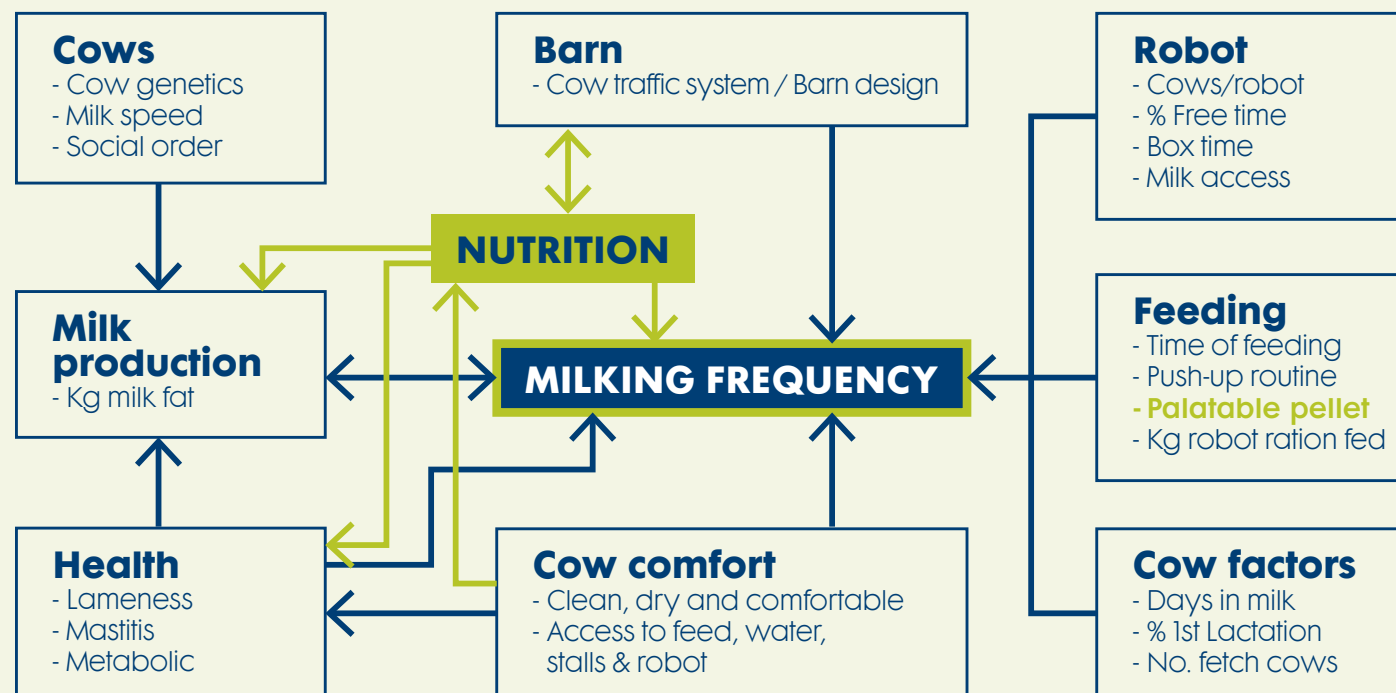 Cows
- Cow genetics
- Milk speed
- Social order
Barn
- Cow traffic system / Barn design
Robot
- Cows/robot
- % Free time
- Box time
- Milk access
NUTRITION
Milk
production
- Kg milk fat
MILKING FREQUENCY
Feeding
- Time of feeding
- Push-up routine
- Palatable pellet
- Kg robot ration fed
Health
- Lameness
- Mastitis
- Metabolic
Cow comfort
- Clean, dry and comfortable
- Access to feed, water,
stalls & robot
Cow factors
- Days in milk
- % 1st Lactation
- No. fetch cows